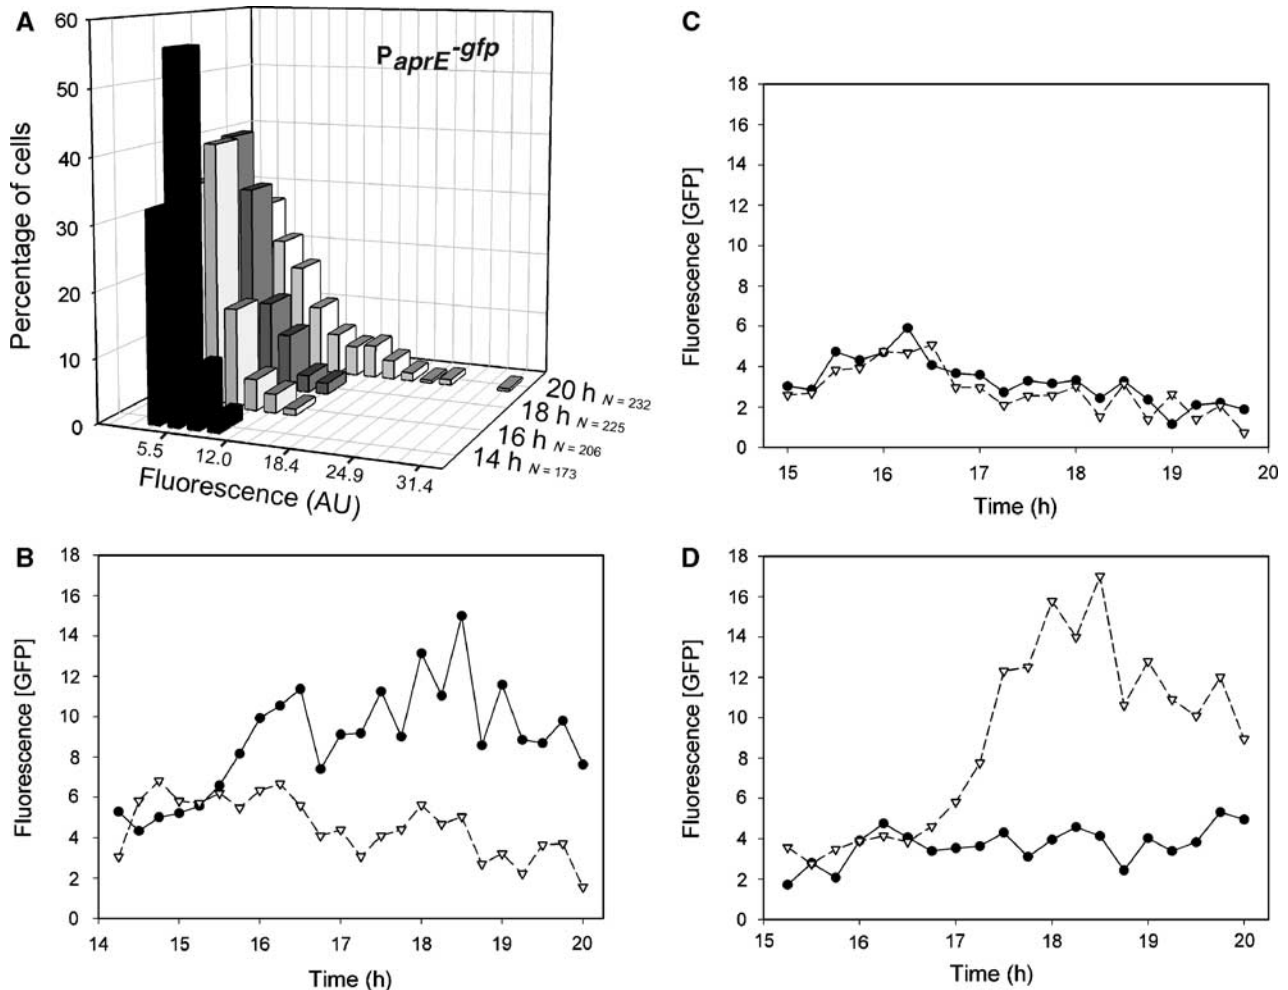 A
P aprE -gfp
60
50
40
30
20
10
0
Percentage of cells
5.5
12.0
18.4
24.9
31.4
Fluorescence (AU)
20 h N = 232
18 h N = 225
16 h N = 206
14 h N = 173
C
18
16
14
12
10
8
6
4
2
0
Fluorescence [GFP]
15 16 17 18 19 20
Time (h)
B
18
16
14
12
10
8
6
4
2
0
Fluorescence [GFP]
14 15 16 17 18 19 20
Time (h)
D
18
16
14
12
10
8
6
4
2
0
Fluorescence [GFP]
15 16 17 18 19 20
Time (h)